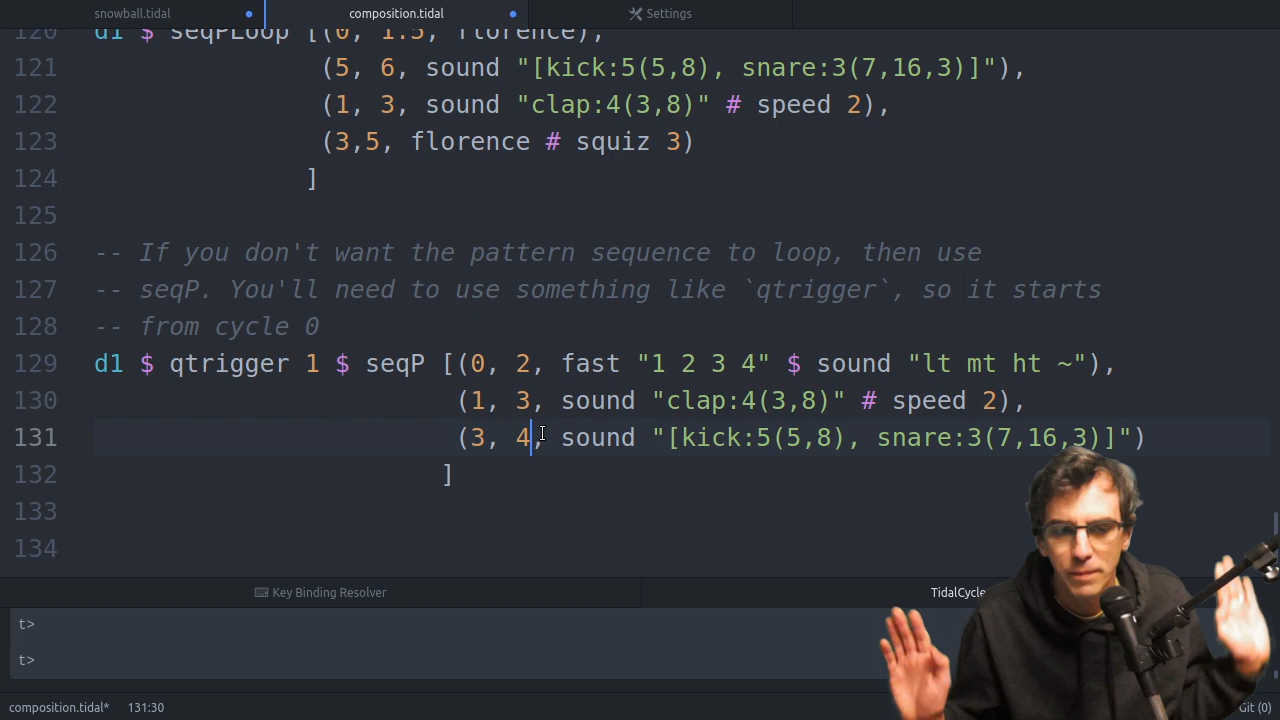 snowball.tidal composition.tidal Settings
120 d1 $ seqPLoop [(0, 1.5, florence),
121 (5, 6, sound "[kick:5(5,8), snare:3(7,16,3)]"),
122 (1, 3, sound "clap:4(3,8)" # speed 2),
123 (3,5, florence # squiz 3)
124 ]
125
126 -- If you don't want the pattern sequence to loop, then use
127 -- seqP. You'll need to use something like `qtrigger`, so it starts
128 -- from cycle 0
129 d1 $ qtrigger 1 $ seqP [(0, 2, fast "1 2 3 4" $ sound "lt mt ht ~"),
130 (1, 3, sound "clap:4(3,8)" # speed 2),
131 (3, 4, sound "[kick:5(5,8), snare:3(7,16,3)]")
132 ]
133
134
Key Binding Resolver TidalCycle
t>
t>
composition.tidal* 131:30 Git (0)